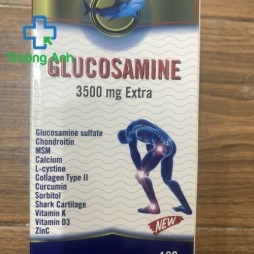 Trường Anh
GLUCOSAMINE
3500 mg Extra
Glucosamine sulfate
Chondroitin
MSM
Calcium
L-cystine
Collagen Type II
Curcumin
Sorbitol
Shark Cartilage
Vitamin K
Vitamin D3
ZinC
NEW